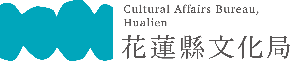 Cultural Affairs Bureau,
Hualien
花蓮縣文化局